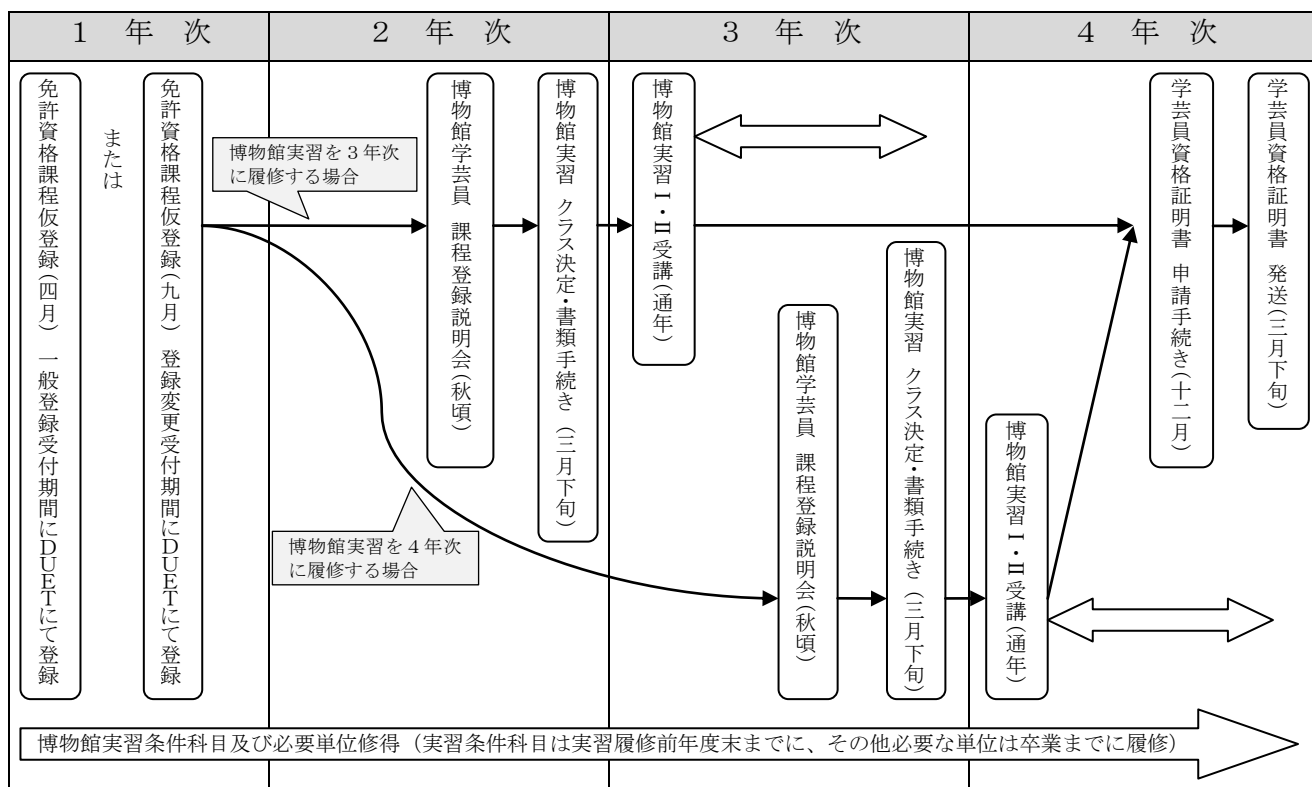 1 年 次
2 年 次
3 年 次
4 年 次
免許資格課程仮登録(四月) 一般登録受付期間にDUETにて登録
または
免許資格課程仮登録(九月) 登録変更受付期間にDUETにて登録
博物館実習を3年次
に履修する場合
博物館学芸員 課程登録説明会(秋頃)
博物館実習 クラス決定・書類手続き(三月下旬)
博物館実習Ⅰ・Ⅱ受講(通年)
博物館実習を4年次
に履修する場合
博物館学芸員 課程登録説明会(秋頃)
博物館実習 クラス決定・書類手続き(三月下旬)
博物館実習Ⅰ・Ⅱ受講(通年)
学芸員資格証明書 申請手続き(十二月)
学芸員資格証明書 発送(三月下旬)
博物館実習条件科目及び必要単位修得(実習条件科目は実習履修前年度末までに、その他必要な単位は卒業までに履修)